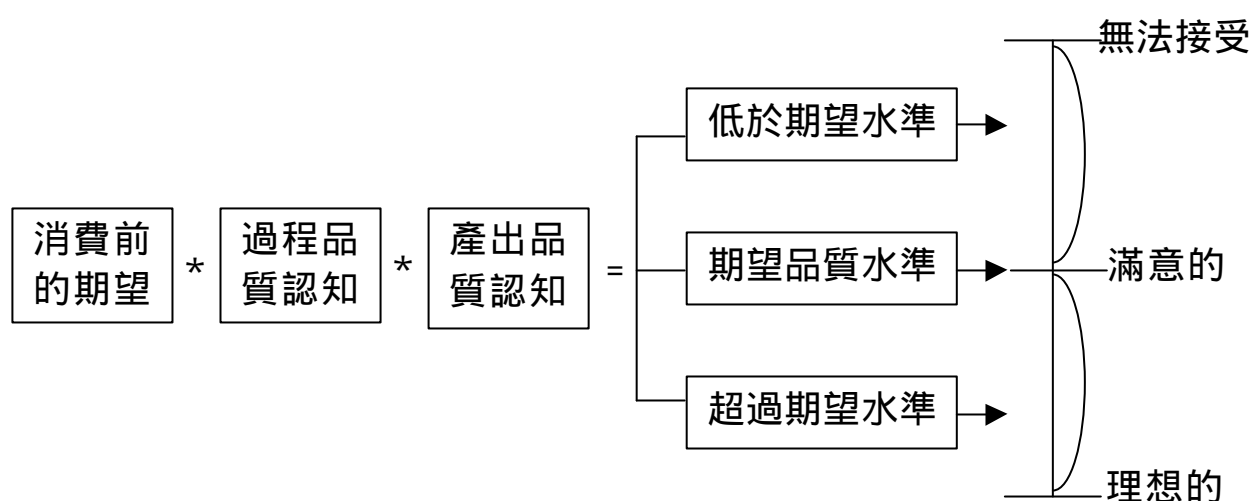 無法接受
低於期望水準
消費前
的期望
*
過程品
質認知
*
產出品
質認知
=
期望品質水準
滿意的
超過期望水準
理想的